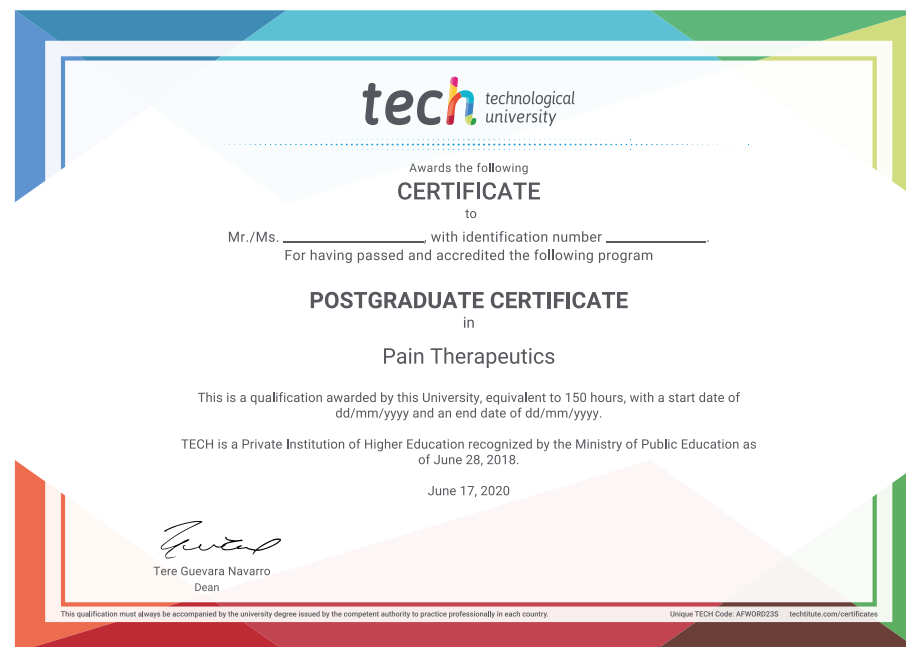 tech technological
university
Awards the following
CERTIFICATE
to
Mr./Ms. ____________________, with identification number ______________.
For having passed and accredited the following program
POSTGRADUATE CERTIFICATE
in
Pain Therapeutics
This is a qualification awarded by this University, equivalent to 150 hours, with a start date of
dd/mm/yyyy and an end date of dd/mm/yyyy.
TECH is a Private Institution of Higher Education recognized by the Ministry of Public Education as
of June 28, 2018.
June 17, 2020
Tere Guevara Navarro
Dean
This qualification must always be accompanied by the university degree issued by the competent authority to practice professionally in each country. Unique TECH Code: AFWORD23S techtitute.com/certificates